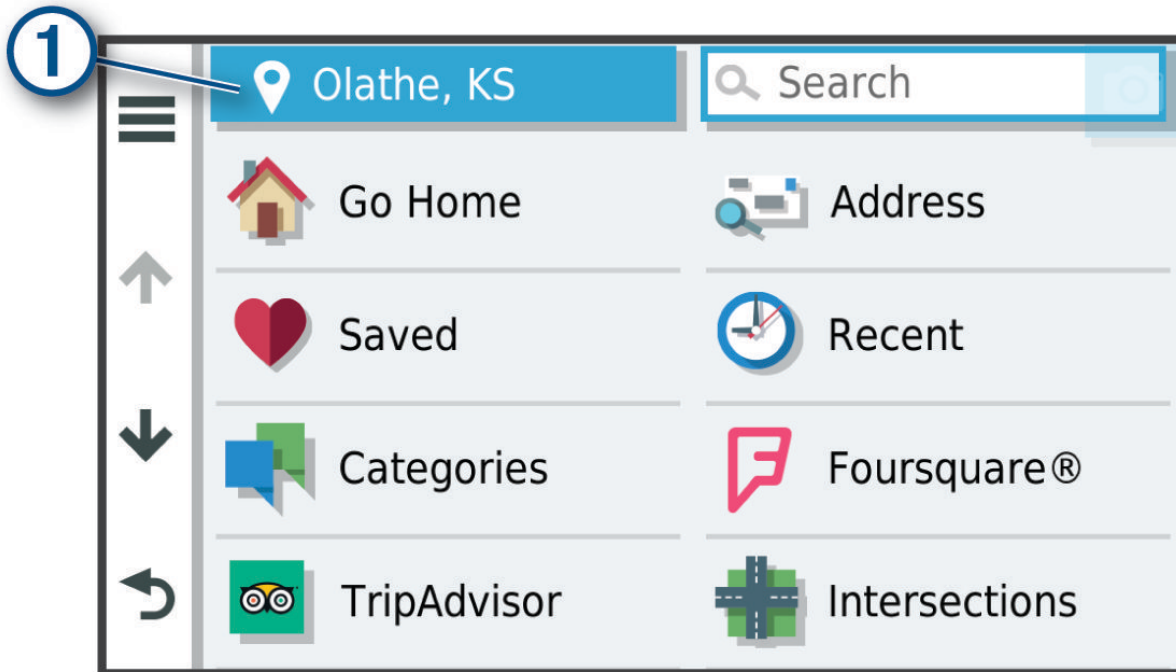 1
Olathe, KS
Search
Go Home
Address
Saved
Recent
Categories
Foursquare®
TripAdvisor
Intersections